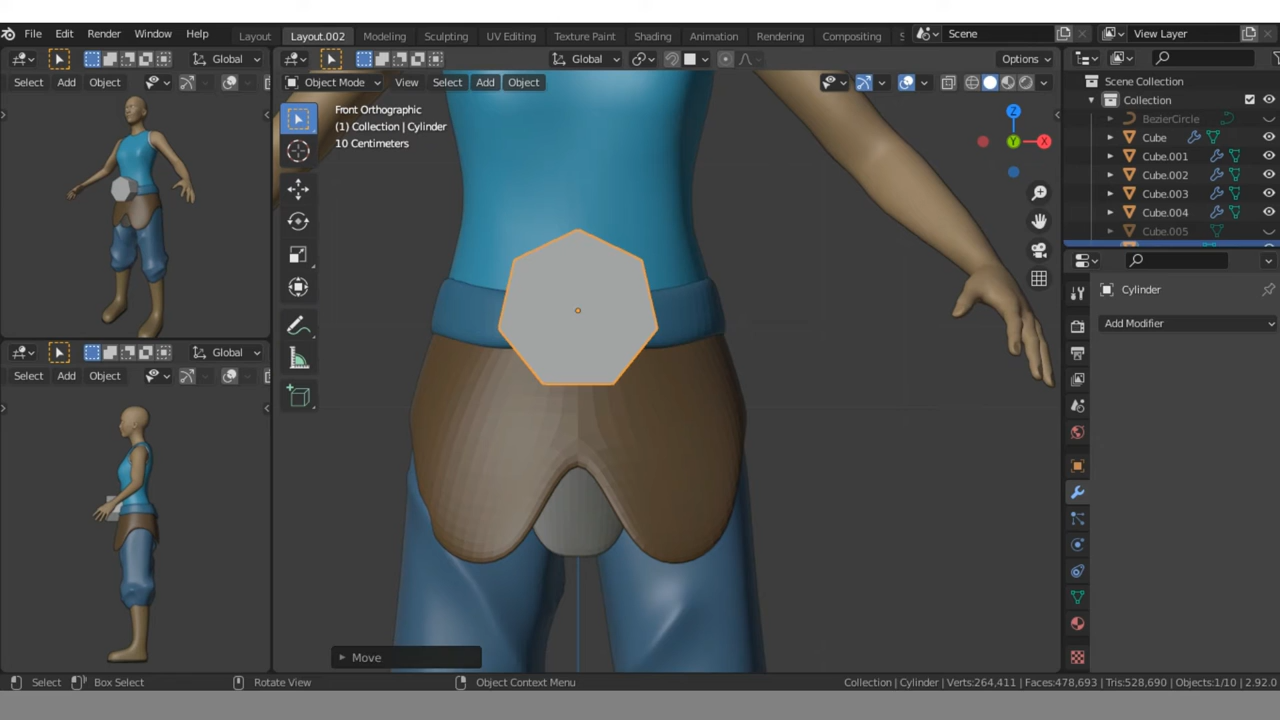 File Edit Render Window Help Layout Layout.002 Modeling Sculpting UV Editing Texture Paint Shading Animation Rendering Compositing Scene View Layer
Global
Global
Options
Select Add Object
Object Mode View Select Add Object
Scene Collection
Collection
Front Orthographic
(1) Collection | Cylinder
10 Centimeters
X
Y
Z
BezierCircle
Cube
Cube.001
Cube.002
Cube.003
Cube.004
Cube.005
Cylinder
Add Modifier
Global
Select Add Object
Move
Select Box Select Rotate View Object Context Menu Collection | Cylinder | Verts:264,411 | Faces:478,693 | Tris:528,690 | Objects:1/10 | 2.92.0